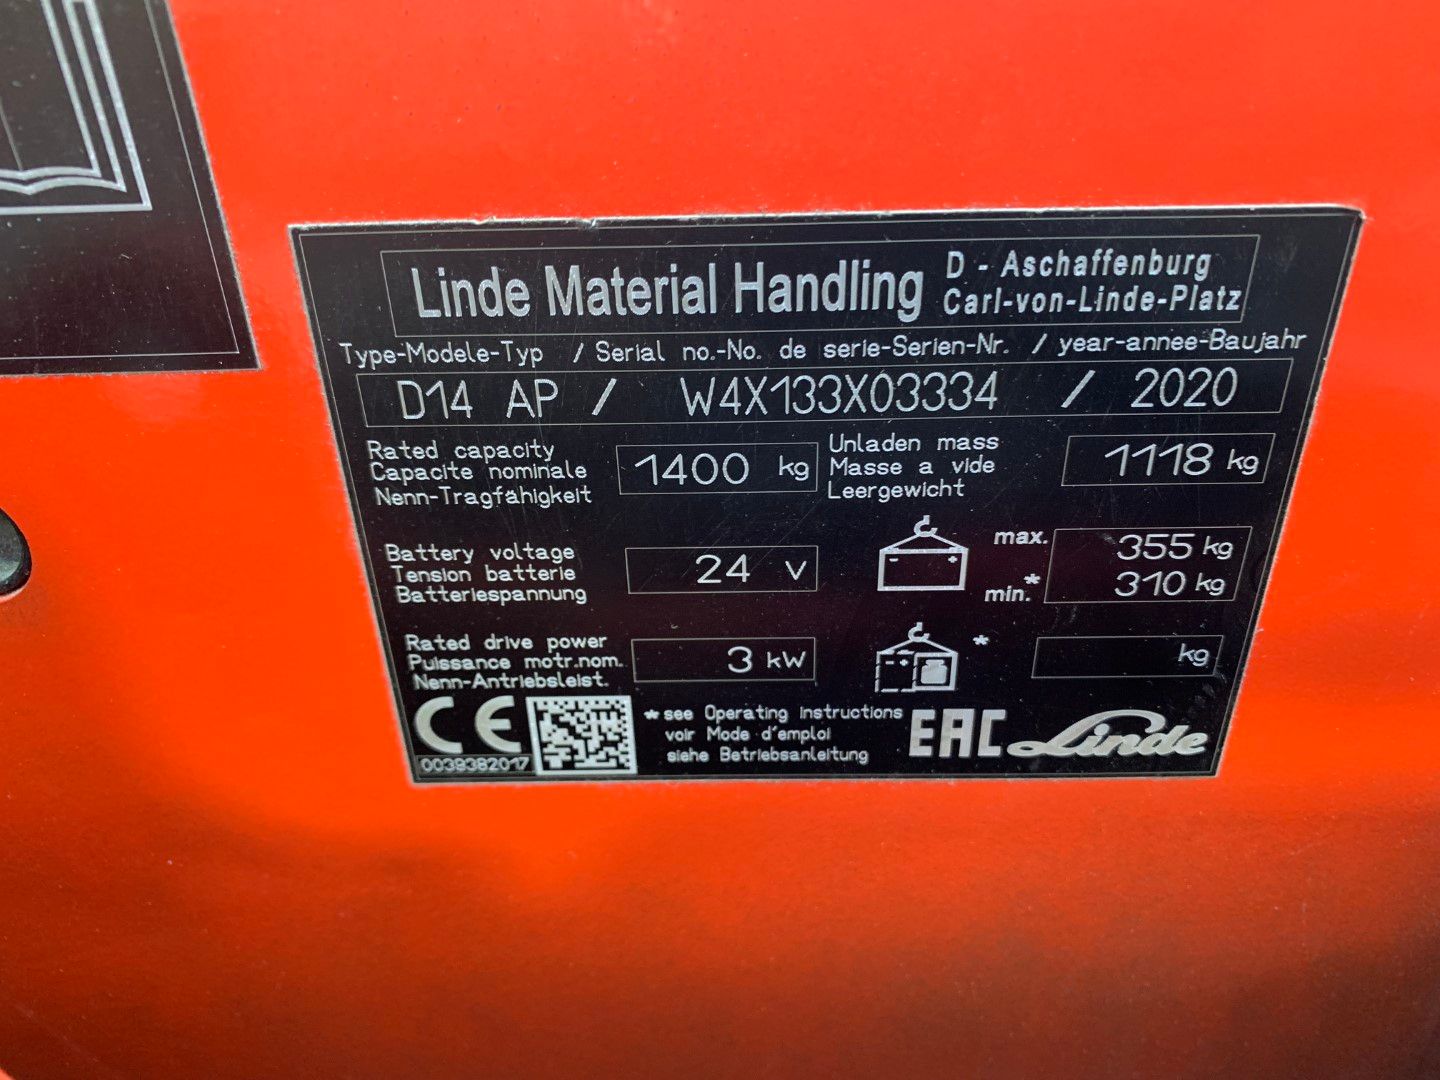 Linde Material Handling D - Aschaffenburg
Carl-von-Linde-Platz
Type-Modele-Typ / Serial no.-No. de serie-Serien-Nr. / year-annee-Baujahr
D14 AP / W4X133X03334 / 2020
Rated capacity
Capacite nominale
Nenn-Tragfähigkeit
1400 kg
Unladen mass
Masse a vide
Leergewicht
1118 kg
Battery voltage
Tension batterie
Batteriespannung
24 V
max. 355 kg
min.* 310 kg
Rated drive power
Puissance motr.nom.
Nenn-Antriebsleist.
3 kW
* kg
CE
0039382017
*see Operating instructions
voir Mode d'emploi
siehe Betriebsanleitung
EAC Linde